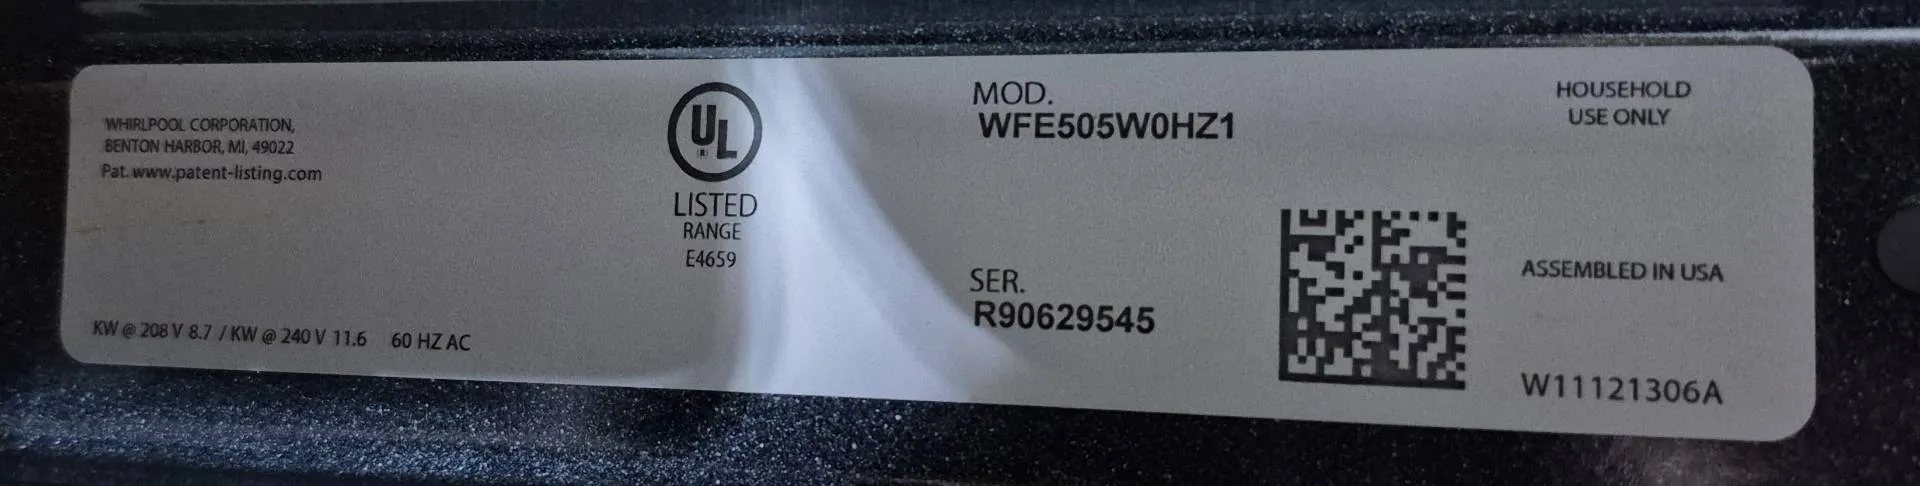 WHIRLPOOL CORPORATION,
BENTON HARBOR, MI, 49022
Pat. www.patent-listing.com
KW @ 208 V 8.7 / KW @ 240 V 11.6 60 HZ AC
UL
(R)
LISTED
RANGE
E4659
MOD.
WFE505W0HZ1
SER.
R90629545
HOUSEHOLD
USE ONLY
ASSEMBLED IN USA
W11121306A